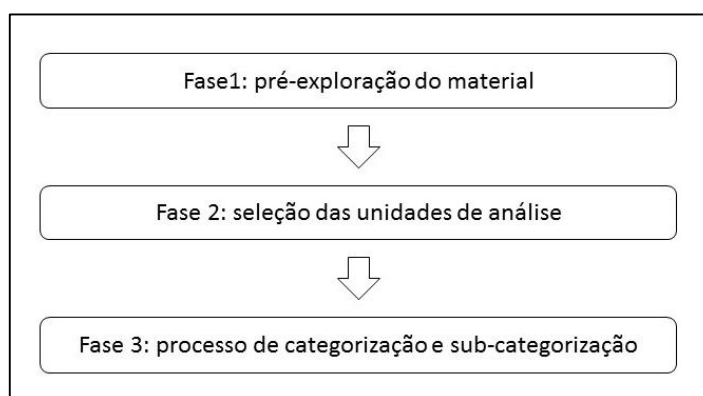 Fase1: pré-exploração do material
Fase 2: seleção das unidades de análise
Fase 3: processo de categorização e sub-categorização